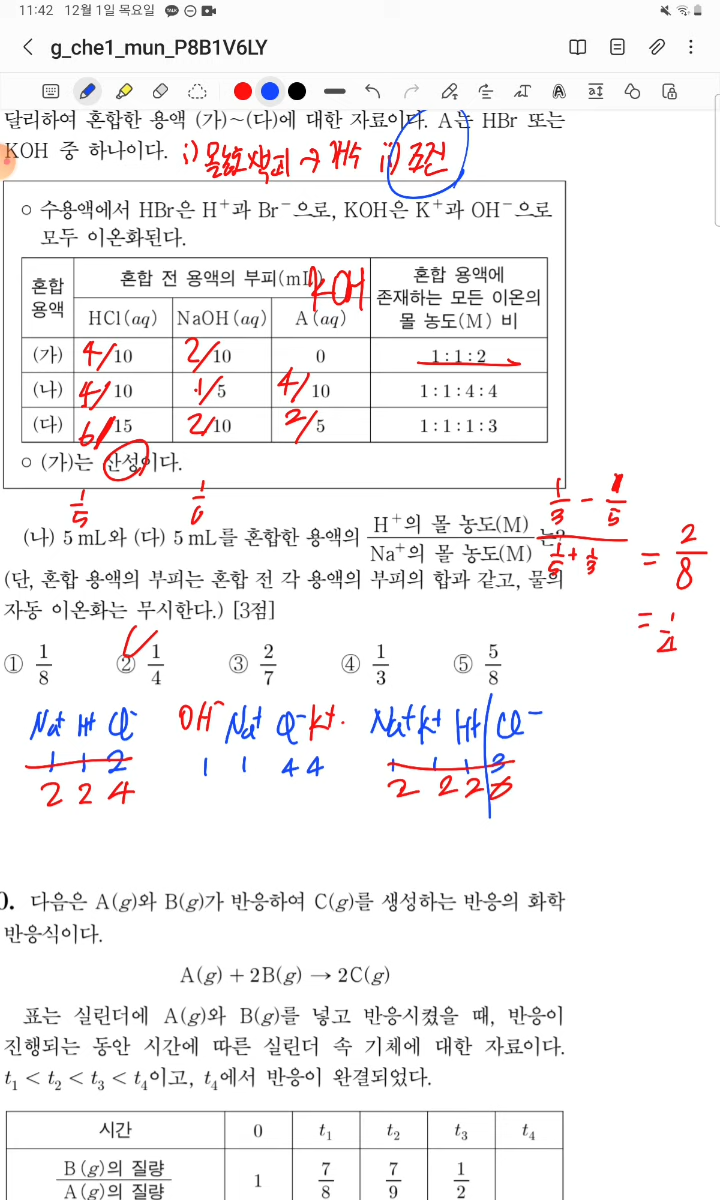 11:42 12월 1일 목요일 TALK
g_che1_mun_P8B1V6LY
달리하여 혼합한 용액 (가)~(다)에 대한 자료이다. A는 HBr 또는
KOH 중 하나이다. i) 몰농도×부피 → 개수 ii) 조건
○ 수용액에서 HBr은 H⁺과 Br⁻으로, KOH은 K⁺과 OH⁻으로
모두 이온화된다.
혼합 용액 혼합 전 용액의 부피(mL) KOH 혼합 용액에 존재하는 모든 이온의 몰 농도(M) 비
HCl(aq) NaOH(aq) A(aq)
(가) 4/10 2/10 0 1:1:2
(나) 4/10 1/5 4/10 1:1:4:4
(다) 6/15 2/10 2/5 1:1:1:3
○ (가)는 산성이다.
1/5
(나) 5 mL와 (다) 5 mL를 혼합한 용액의 H⁺의 몰 농도(M)/Na⁺의 몰 농도(M) 는?
1/3 - 1/5
1/5 + 1/3
= 2/8
= 1/4
(단, 혼합 용액의 부피는 혼합 전 각 용액의 부피의 합과 같고, 물의
자동 이온화는 무시한다.) [3점]
① 1/8 ② 1/4 ③ 2/7 ④ 1/3 ⑤ 5/8
Na⁺ H⁺ Cl⁻ OH⁻ Na⁺ Cl⁻ K⁺ Na⁺ K⁺ H⁺ Cl⁻
1 1 2 1 1 4 4 1 1 1 3
2 2 4 2 2 2 6
0. 다음은 A(g)와 B(g)가 반응하여 C(g)를 생성하는 반응의 화학
반응식이다.
A(g) + 2B(g) → 2C(g)
표는 실린더에 A(g)와 B(g)를 넣고 반응시켰을 때, 반응이
진행되는 동안 시간에 따른 실린더 속 기체에 대한 자료이다.
t₁ < t₂ < t₃ < t₄이고, t₄에서 반응이 완결되었다.
시간 0 t₁ t₂ t₃ t₄
B(g)의 질량/A(g)의 질량 1 7/8 7/9 1/2